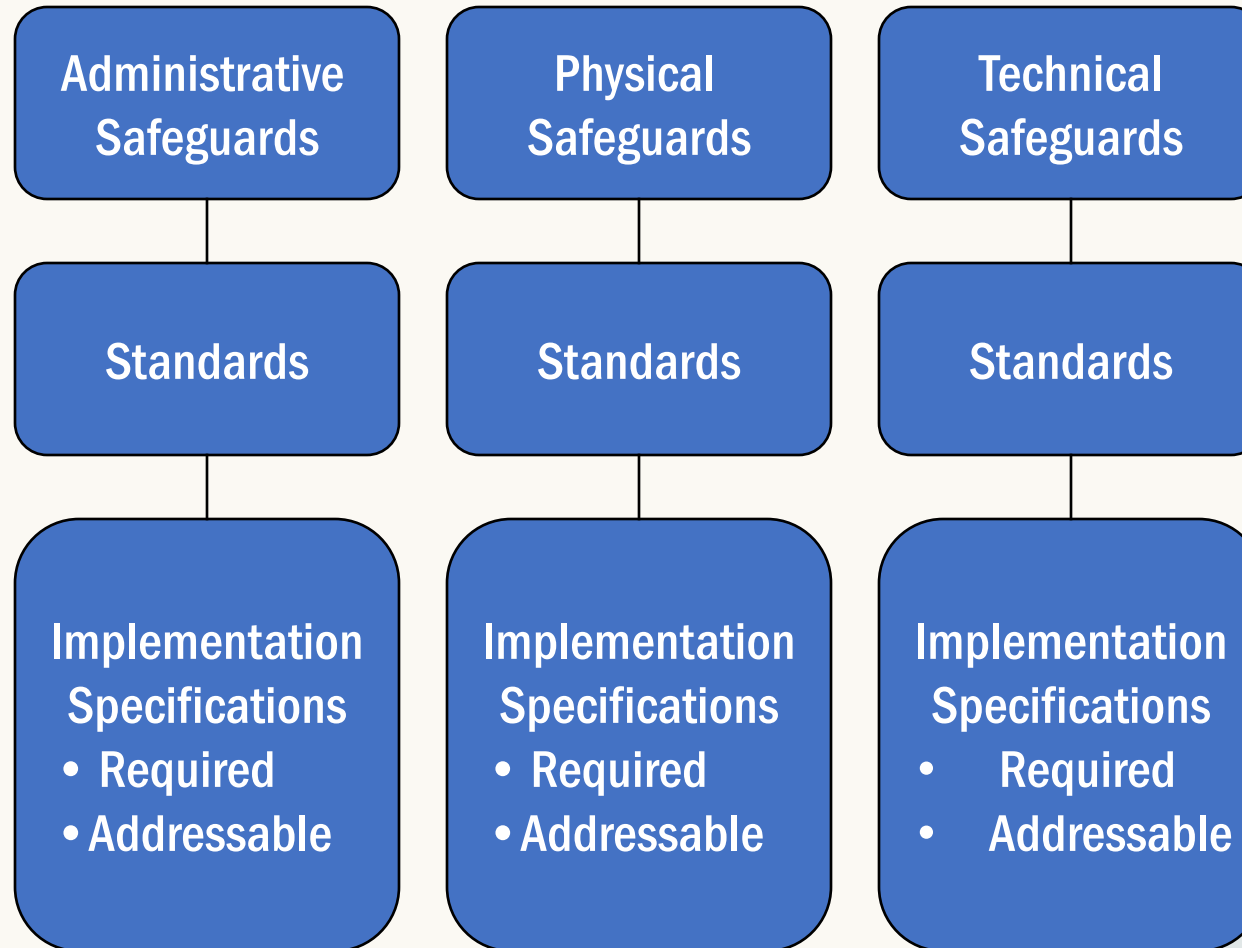 Administrative
Safeguards
Standards
Implementation
Specifications
• Required
• Addressable
Physical
Safeguards
Standards
Implementation
Specifications
• Required
• Addressable
Technical
Safeguards
Standards
Implementation
Specifications
• Required
• Addressable